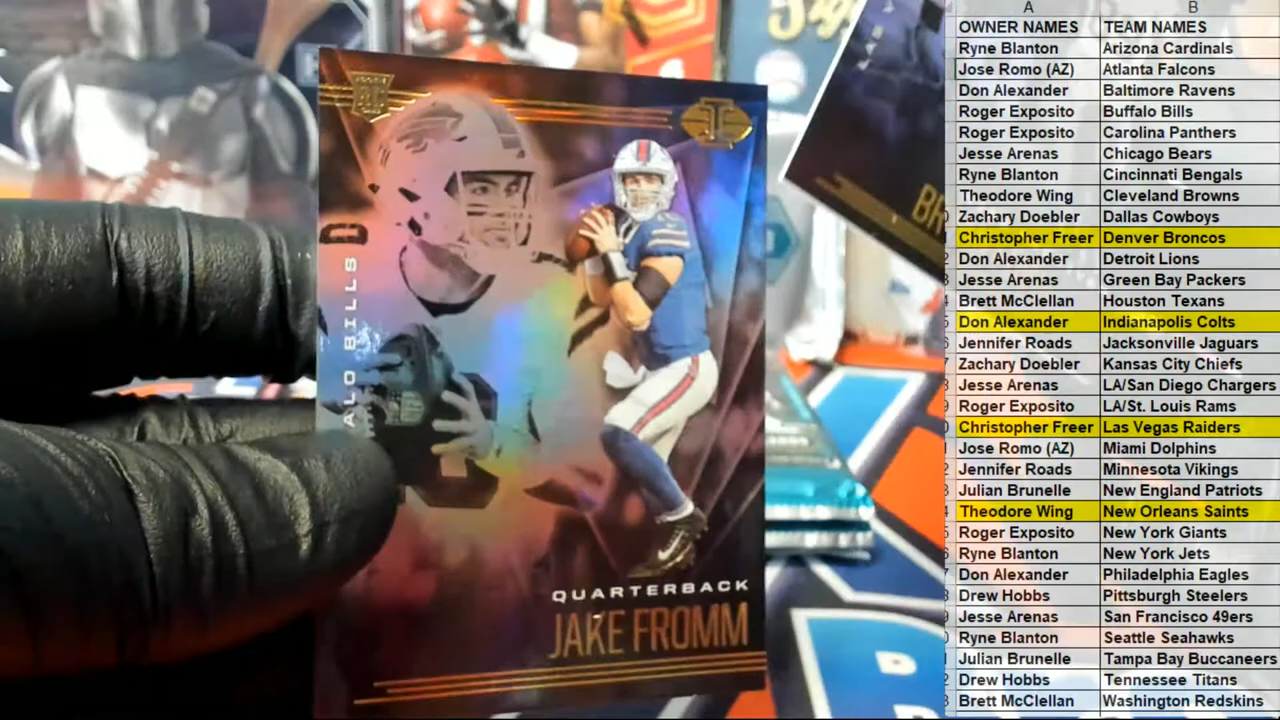 ALO BILLS
QUARTERBACK
JAKE FROMM
BR
A B
OWNER NAMES TEAM NAMES
Ryne Blanton Arizona Cardinals
Jose Romo (AZ) Atlanta Falcons
Don Alexander Baltimore Ravens
Roger Exposito Buffalo Bills
Roger Exposito Carolina Panthers
Jesse Arenas Chicago Bears
Ryne Blanton Cincinnati Bengals
Theodore Wing Cleveland Browns
Zachary Doebler Dallas Cowboys
Christopher Freer Denver Broncos
Don Alexander Detroit Lions
Jesse Arenas Green Bay Packers
Brett McClellan Houston Texans
Don Alexander Indianapolis Colts
Jennifer Roads Jacksonville Jaguars
Zachary Doebler Kansas City Chiefs
Jesse Arenas LA/San Diego Chargers
Roger Exposito LA/St. Louis Rams
Christopher Freer Las Vegas Raiders
Jose Romo (AZ) Miami Dolphins
Jennifer Roads Minnesota Vikings
Julian Brunelle New England Patriots
Theodore Wing New Orleans Saints
Roger Exposito New York Giants
Ryne Blanton New York Jets
Don Alexander Philadelphia Eagles
Drew Hobbs Pittsburgh Steelers
Jesse Arenas San Francisco 49ers
Ryne Blanton Seattle Seahawks
Julian Brunelle Tampa Bay Buccaneers
Drew Hobbs Tennessee Titans
Brett McClellan Washington Redskins